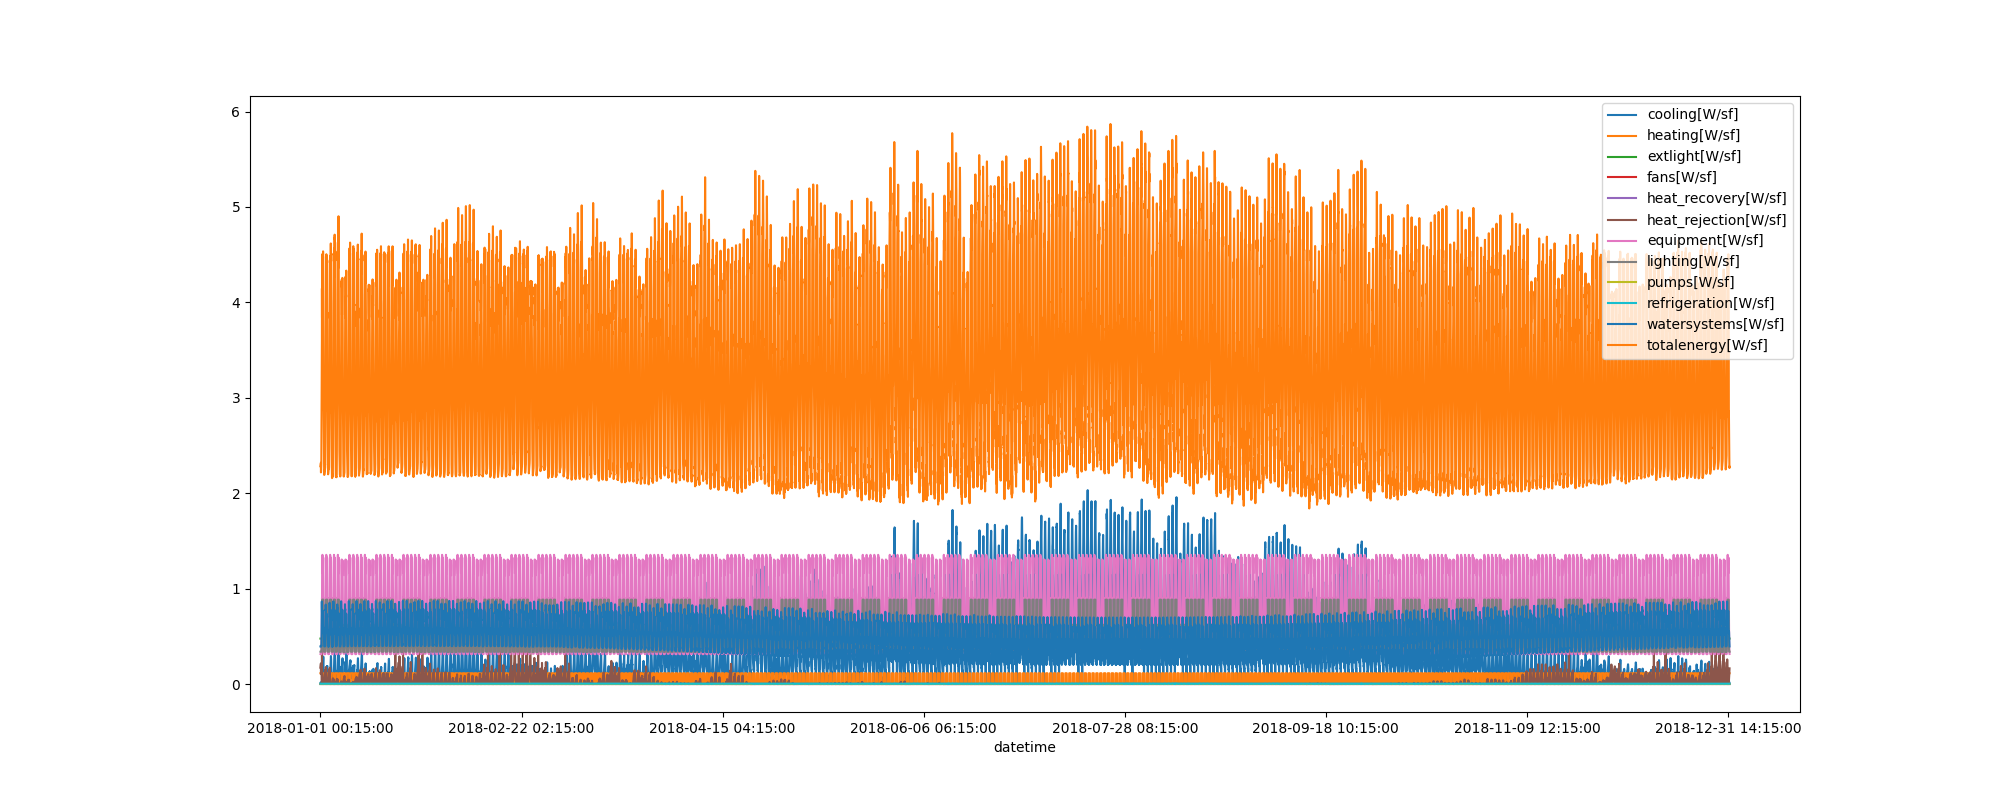 6
5
4
3
2
1
0
cooling[W/sf]
heating[W/sf]
extlight[W/sf]
fans[W/sf]
heat_recovery[W/sf]
heat_rejection[W/sf]
equipment[W/sf]
lighting[W/sf]
pumps[W/sf]
refrigeration[W/sf]
watersystems[W/sf]
totalenergy[W/sf]
2018-01-01 00:15:00 2018-02-22 02:15:00 2018-04-15 04:15:00 2018-06-06 06:15:00 2018-07-28 08:15:00 2018-09-18 10:15:00 2018-11-09 12:15:00 2018-12-31 14:15:00
datetime